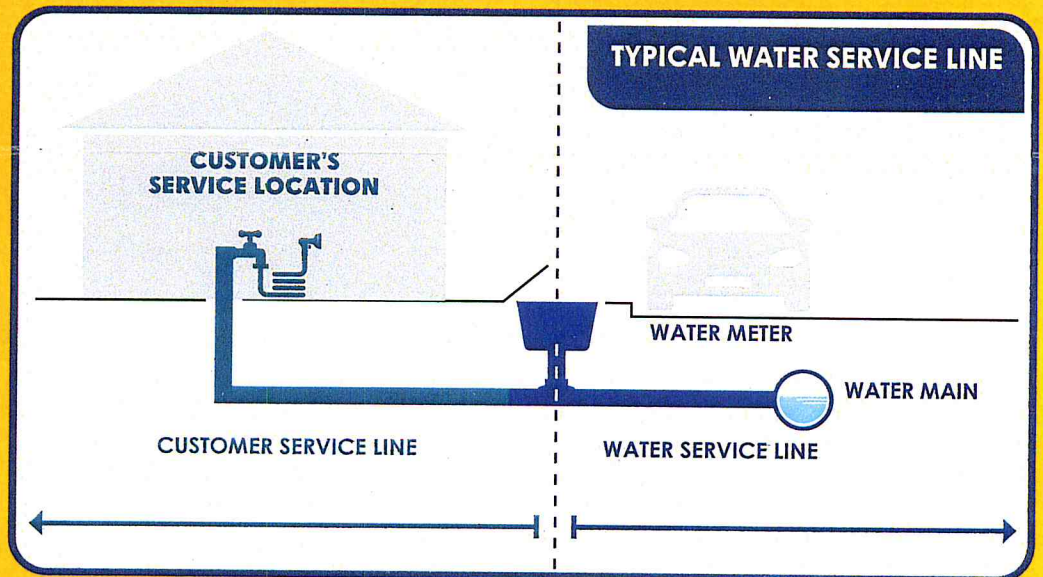 TYPICAL WATER SERVICE LINE
CUSTOMER'S
SERVICE LOCATION
WATER METER
WATER MAIN
CUSTOMER SERVICE LINE
WATER SERVICE LINE